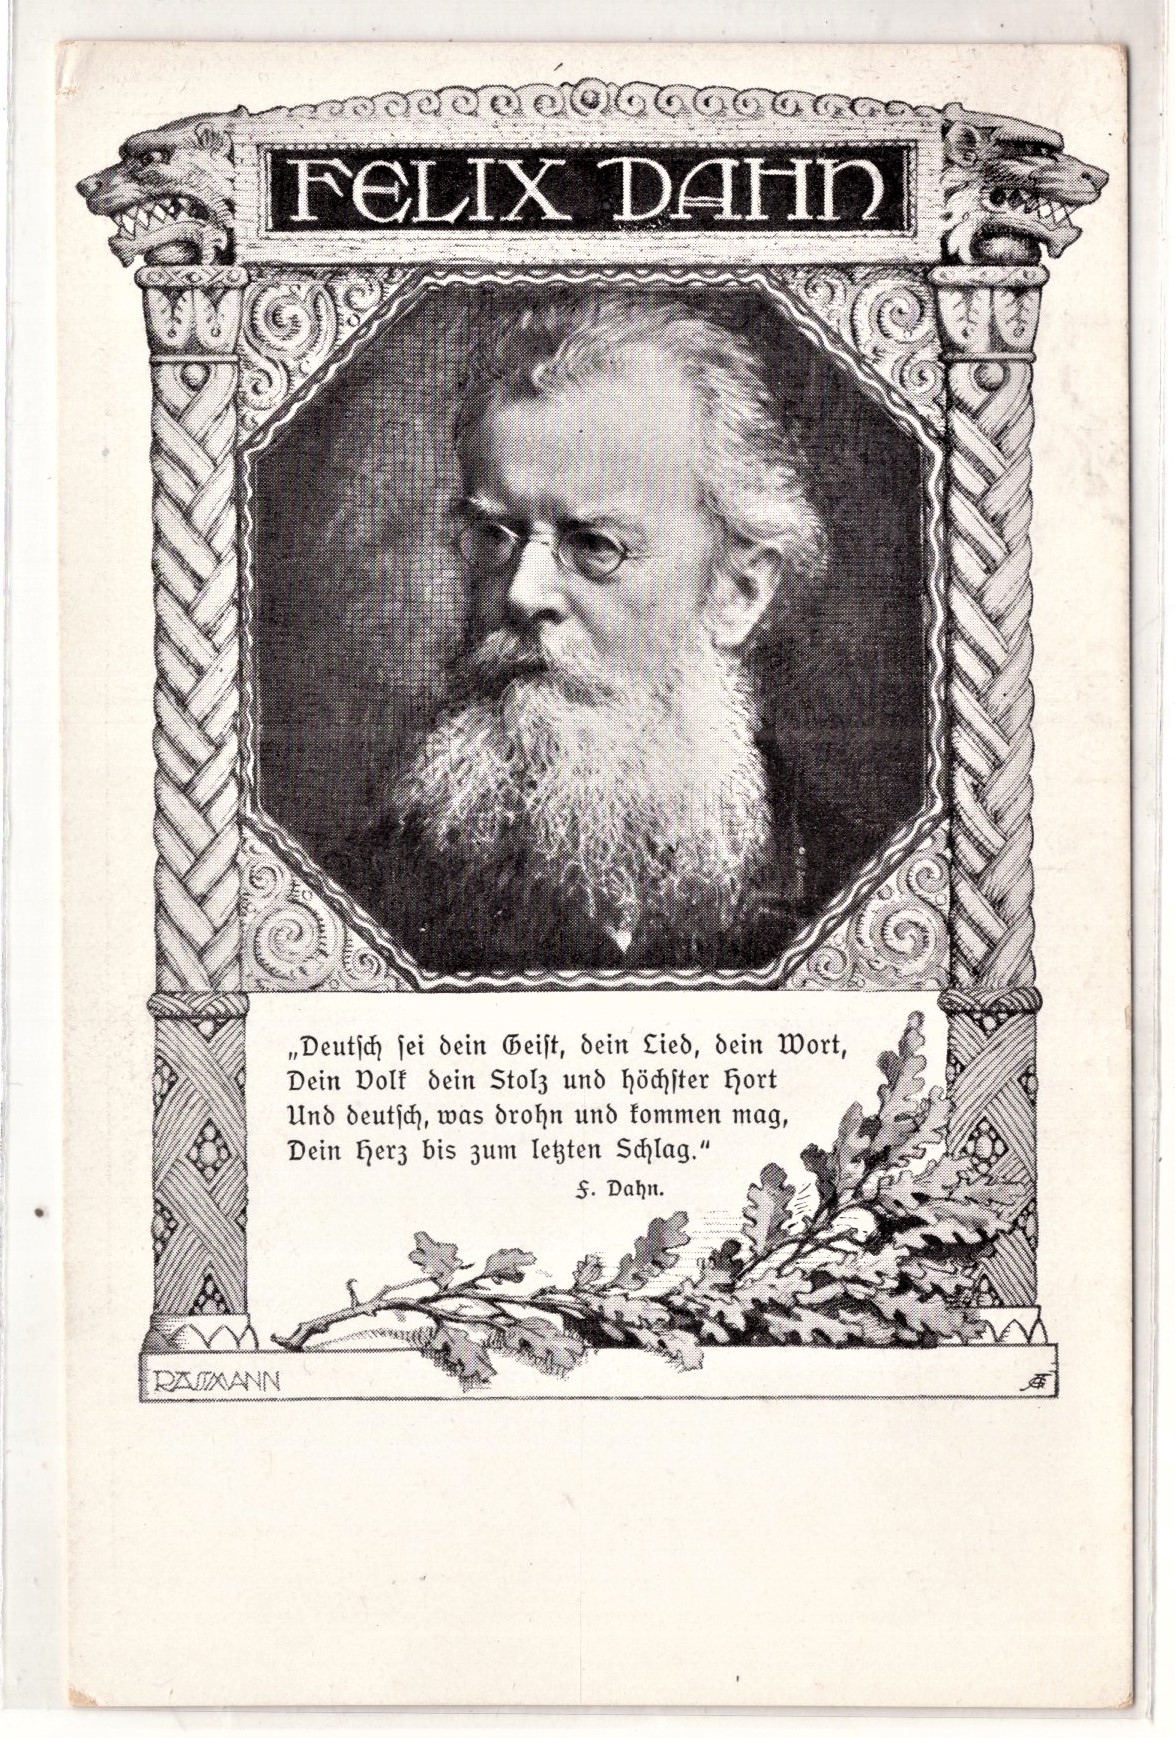 FELIX DAHN
„Deutſch ſei dein Geiſt, dein Lied, dein Wort,
Dein Volk dein Stolz und höchſter Hort
Und deutſch, was drohn und kommen mag,
Dein Herz bis zum letzten Schlag.“
F. Dahn.
RASSMANN